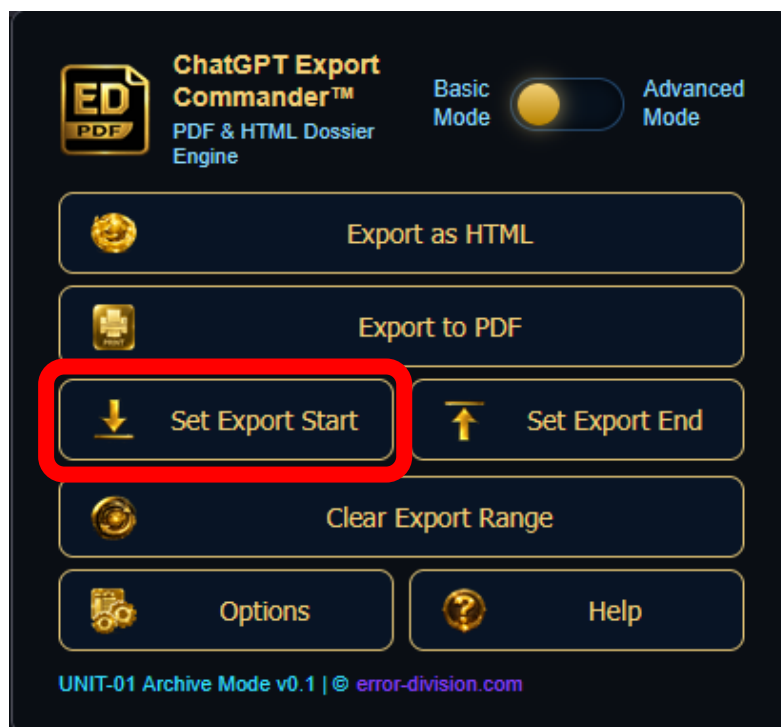 ED
PDF
ChatGPT Export
Commander™
PDF & HTML Dossier
Engine
Basic
Mode
Advanced
Mode
Export as HTML
PRINT
Export to PDF
Set Export Start
Set Export End
Clear Export Range
Options
Help
UNIT-01 Archive Mode v0.1 | © error-division.com